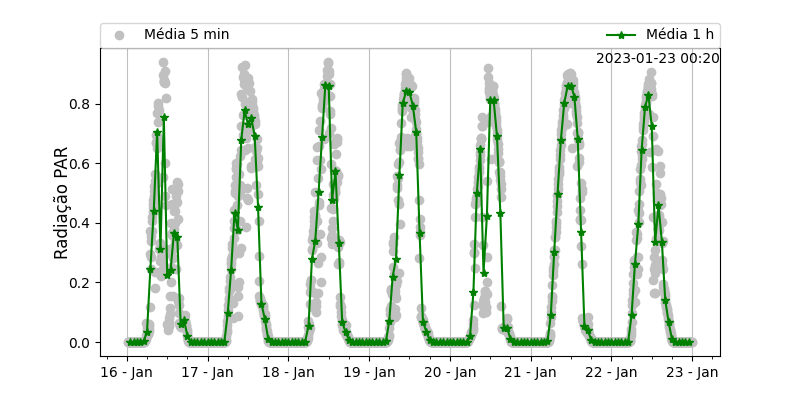 Média 5 min
Média 1 h
2023-01-23 00:20
Radiação PAR
0.8
0.6
0.4
0.2
0.0
16 - Jan
17 - Jan
18 - Jan
19 - Jan
20 - Jan
21 - Jan
22 - Jan
23 - Jan